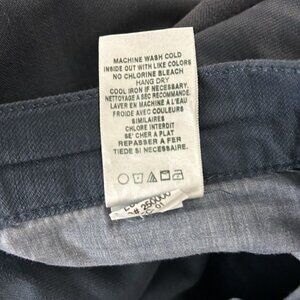 MACHINE WASH COLD
INSIDE OUT WITH LIKE COLORS
NO CHLORINE BLEACH
HANG DRY
COOL IRON IF NECESSARY.
NETTOYAGE A SEC RECOMMANDE.
LAVER EN MACHINE A L'EAU
FROIDE AVEC COULEURS
SIMILAIRES
CHLORE INTERDIT
SE' CHER A PLAT
REPASSER A FER
TIEDE SI NECESSAIRE.
01